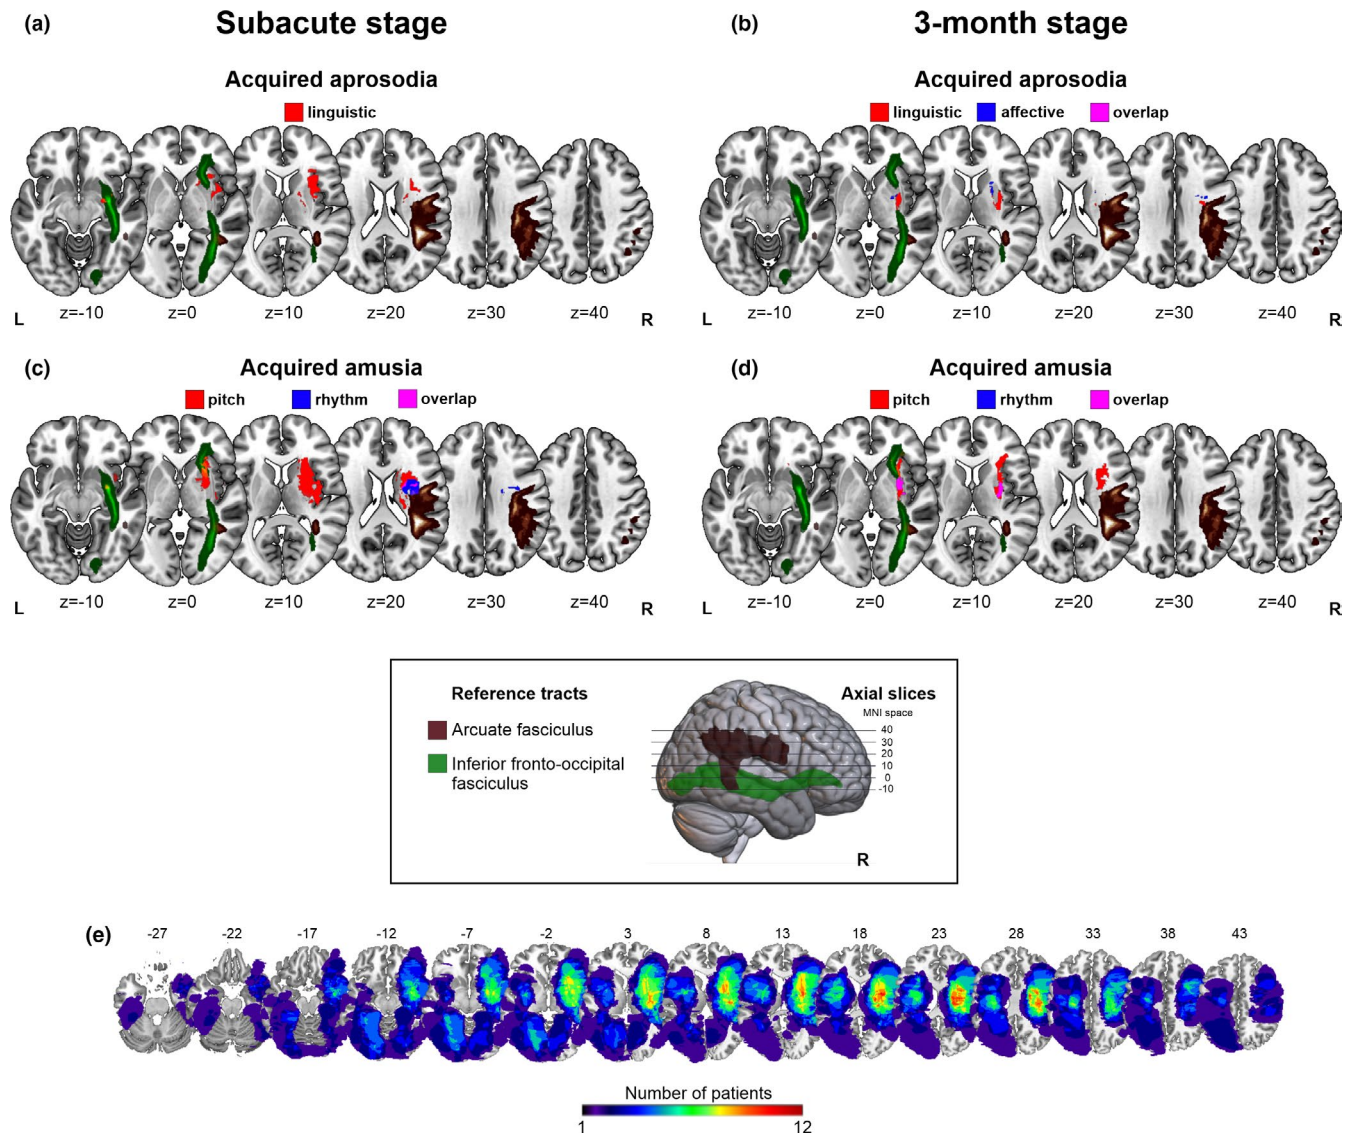 (a) Subacute stage
(b) 3-month stage
Acquired aprosodia
linguistic
L z=-10 z=0 z=10 z=20 z=30 z=40 R
Acquired aprosodia
linguistic affective overlap
L z=-10 z=0 z=10 z=20 z=30 z=40 R
(c) Acquired amusia
pitch rhythm overlap
L z=-10 z=0 z=10 z=20 z=30 z=40 R
(d) Acquired amusia
pitch rhythm overlap
L z=-10 z=0 z=10 z=20 z=30 z=40 R
Reference tracts
Arcuate fasciculus
Inferior fronto-occipital
fasciculus
Axial slices
MNI space
40
30
20
10
0
-10
R
(e) -27 -22 -17 -12 -7 -2 3 8 13 18 23 28 33 38 43
Number of patients
1 12